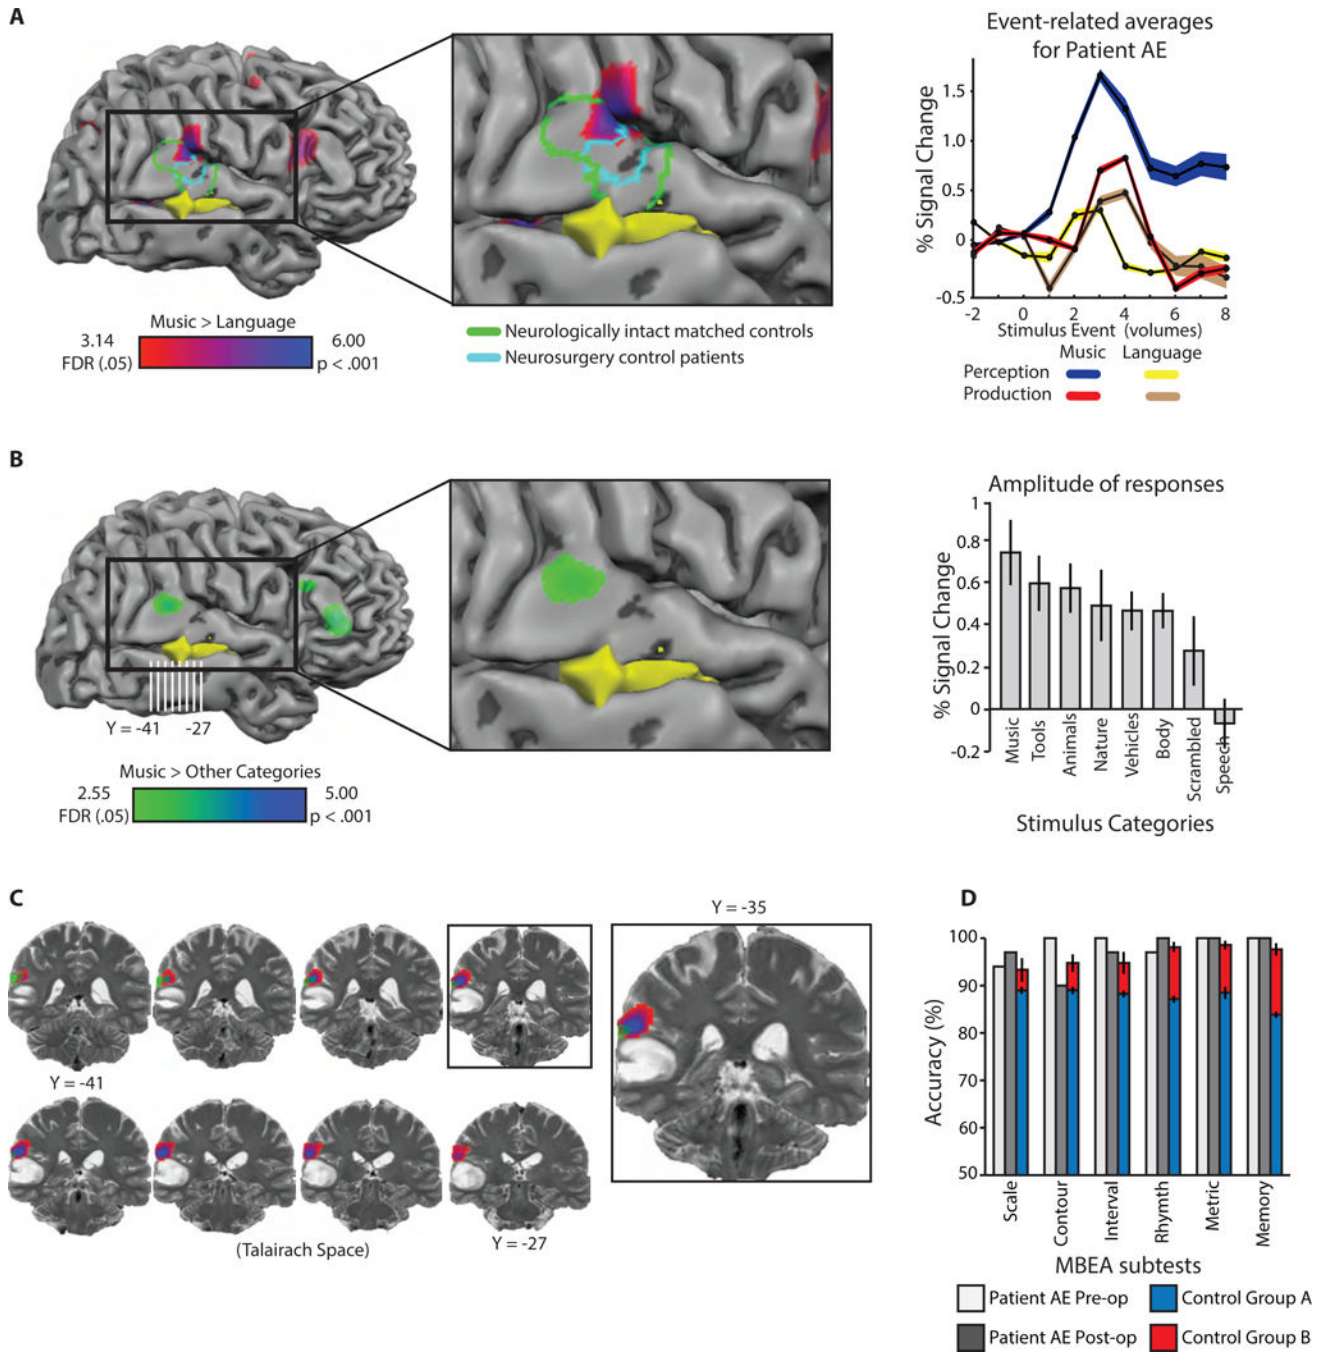 A
Event-related averages
for Patient AE
% Signal Change
1.5
1.0
0.5
0
-0.5
-2 0 2 4 6 8
Stimulus Event (volumes)
Music Language
Perception
Production
Music > Language
3.14 6.00
FDR (.05) p < .001
Neurologically intact matched controls
Neurosurgery control patients
B
Y = -41 -27
Music > Other Categories
2.55 5.00
FDR (.05) p < .001
Amplitude of responses
% Signal Change
1
0.8
0.6
0.4
0.2
0
-0.2
Music
Tools
Animals
Nature
Vehicles
Body
Scrambled
Speech
Stimulus Categories
C
Y = -41
(Talairach Space)
Y = -27
Y = -35
D
Accuracy (%)
100
90
80
70
60
50
Scale
Contour
Interval
Rhymth
Metric
Memory
MBEA subtests
Patient AE Pre-op
Control Group A
Patient AE Post-op
Control Group B